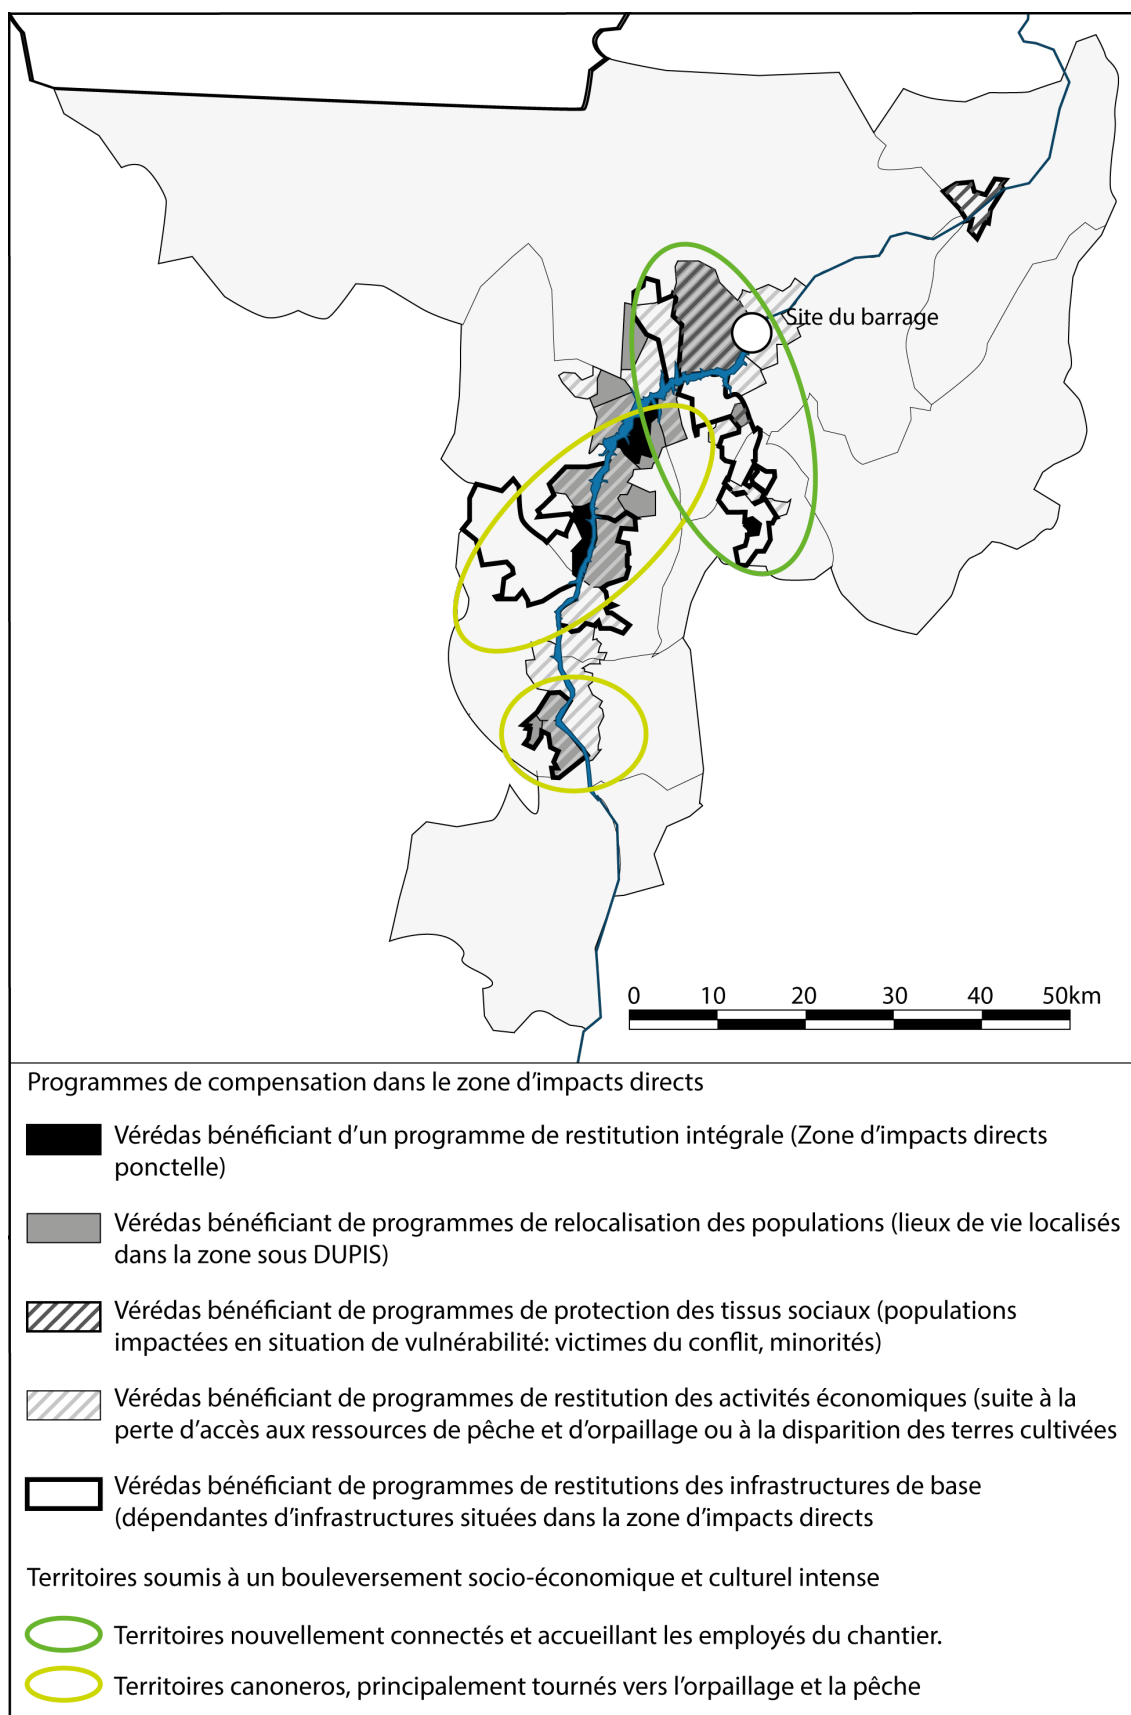 Site du barrage
0 10 20 30 40 50km
Programmes de compensation dans le zone d'impacts directs
Vérédas bénéficiant d'un programme de restitution intégrale (Zone d'impacts directs
ponctelle)
Vérédas bénéficiant de programmes de relocalisation des populations (lieux de vie localisés
dans la zone sous DUPIS)
Vérédas bénéficiant de programmes de protection des tissus sociaux (populations
impactées en situation de vulnérabilité: victimes du conflit, minorités)
Vérédas bénéficiant de programmes de restitution des activités économiques (suite à la
perte d'accès aux ressources de pêche et d'orpaillage ou à la disparition des terres cultivées
Vérédas bénéficiant de programmes de restitutions des infrastructures de base
(dépendantes d'infrastructures situées dans la zone d'impacts directs
Territoires soumis à un bouleversement socio-économique et culturel intense
Territoires nouvellement connectés et accueillant les employés du chantier.
Territoires canoneros, principalement tournés vers l'orpaillage et la pêche